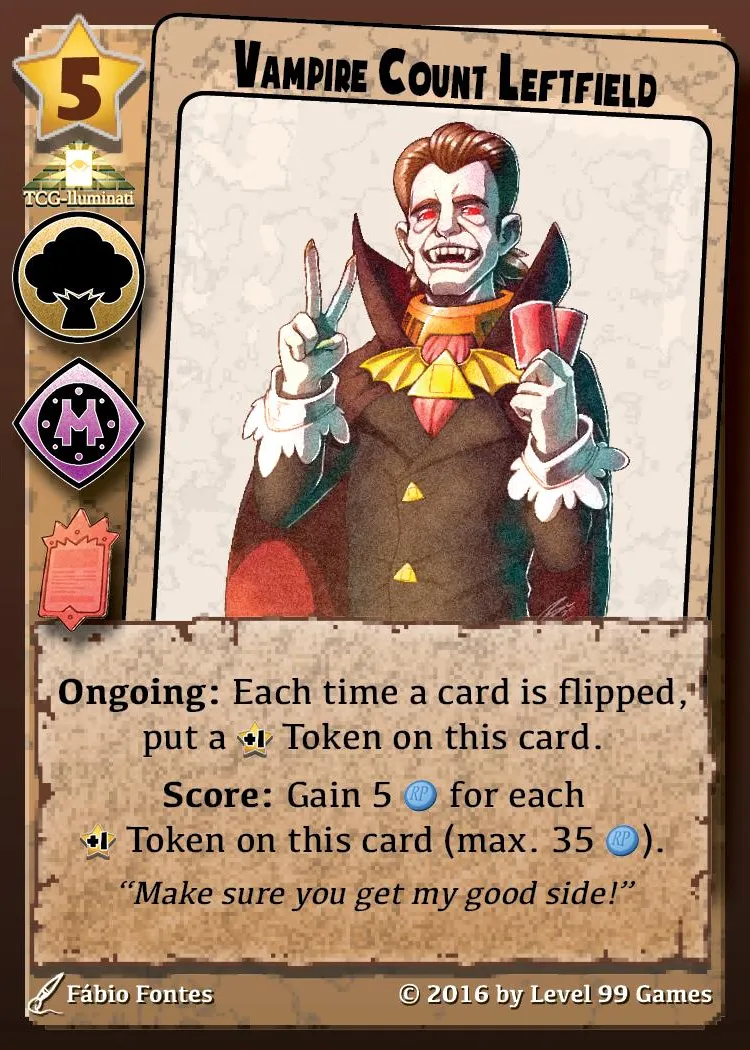 5
Vampire Count Leftfield
TCG-Iluminati
M
Ongoing: Each time a card is flipped,
put a +1 Token on this card.
Score: Gain 5 RP for each
+1 Token on this card (max. 35 RP).
“Make sure you get my good side!”
Fábio Fontes
© 2016 by Level 99 Games